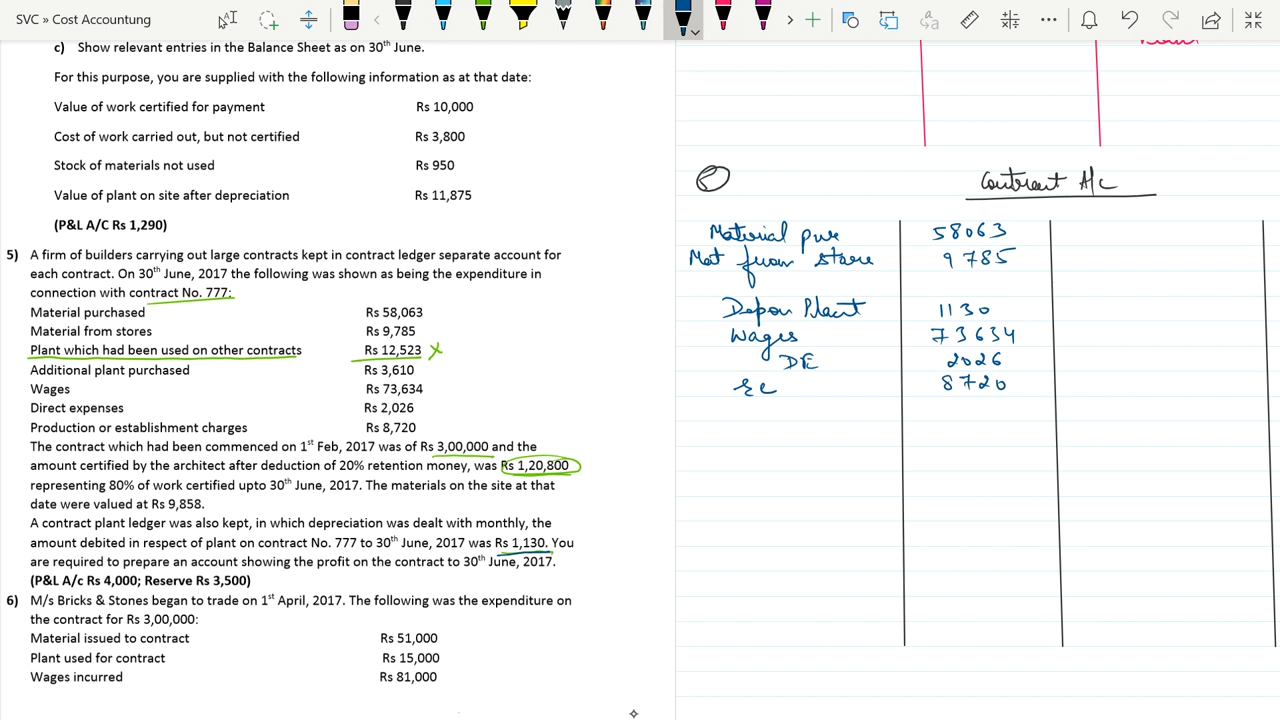 SVC » Cost Accountung
c) Show relevant entries in the Balance Sheet as on 30th June.
For this purpose, you are supplied with the following information as at that date:
Value of work certified for payment Rs 10,000
Cost of work carried out, but not certified Rs 3,800
Stock of materials not used Rs 950
Value of plant on site after depreciation Rs 11,875
(P&L A/C Rs 1,290)
5) A firm of builders carrying out large contracts kept in contract ledger separate account for
each contract. On 30th June, 2017 the following was shown as being the expenditure in
connection with contract No. 777:
Material purchased Rs 58,063
Material from stores Rs 9,785
Plant which had been used on other contracts Rs 12,523 x
Additional plant purchased Rs 3,610
Wages Rs 73,634
Direct expenses Rs 2,026
Production or establishment charges Rs 8,720
The contract which had been commenced on 1st Feb, 2017 was of Rs 3,00,000 and the
amount certified by the architect after deduction of 20% retention money, was Rs 1,20,800
representing 80% of work certified upto 30th June, 2017. The materials on the site at that
date were valued at Rs 9,858.
A contract plant ledger was also kept, in which depreciation was dealt with monthly, the
amount debited in respect of plant on contract No. 777 to 30th June, 2017 was Rs 1,130. You
are required to prepare an account showing the profit on the contract to 30th June, 2017.
(P&L A/c Rs 4,000; Reserve Rs 3,500)
6) M/s Bricks & Stones began to trade on 1st April, 2017. The following was the expenditure on
the contract for Rs 3,00,000:
Material issued to contract Rs 51,000
Plant used for contract Rs 15,000
Wages incurred Rs 81,000
Contract A/c
Material pure 58063
Mat from store 9785
Depon Plant 1130
Wages 73634
DE 2026
8720